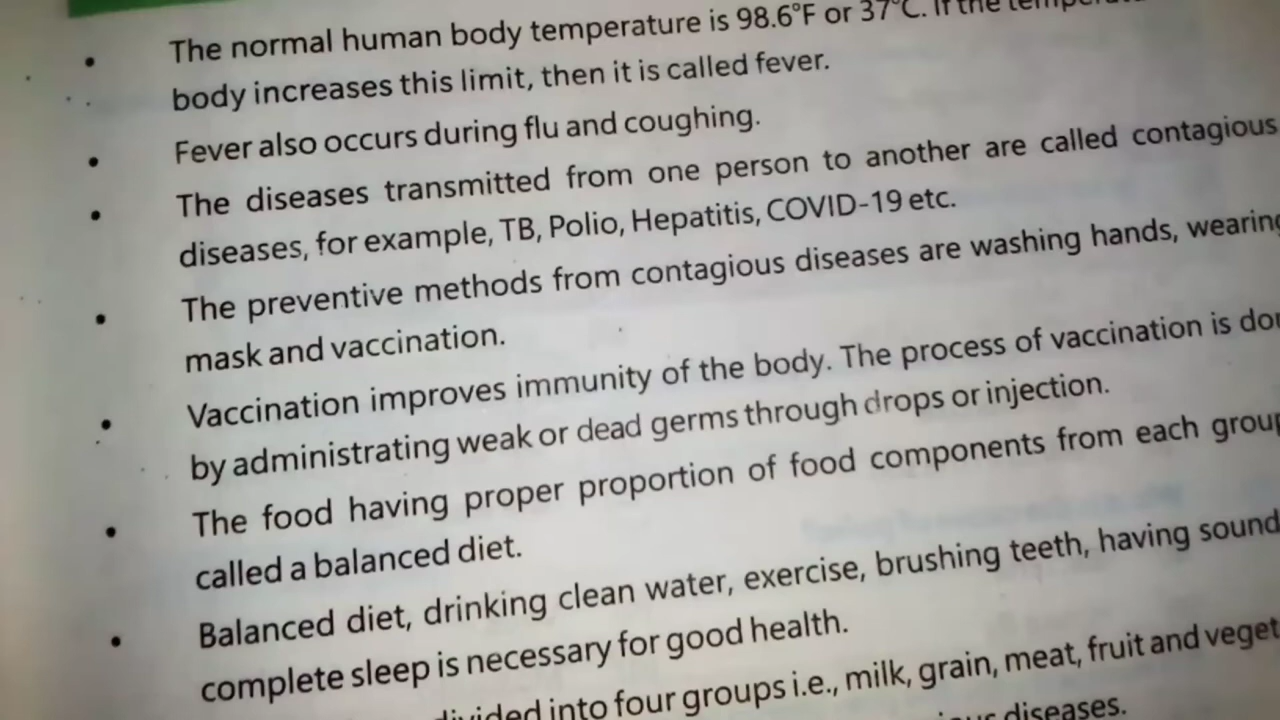 • The normal human body temperature is 98.6°F or 37°C. If the
body increases this limit, then it is called fever.
• Fever also occurs during flu and coughing.
• The diseases transmitted from one person to another are called contagious
diseases, for example, TB, Polio, Hepatitis, COVID-19 etc.
• The preventive methods from contagious diseases are washing hands, wearing
mask and vaccination.
• Vaccination improves immunity of the body. The process of vaccination is
by administrating weak or dead germs through drops or injection.
• The food having proper proportion of food components from each
called a balanced diet.
• Balanced diet, drinking clean water, exercise, brushing teeth, having sound
complete sleep is necessary for good health.
divided into four groups i.e., milk, grain, meat, fruit and
diseases.